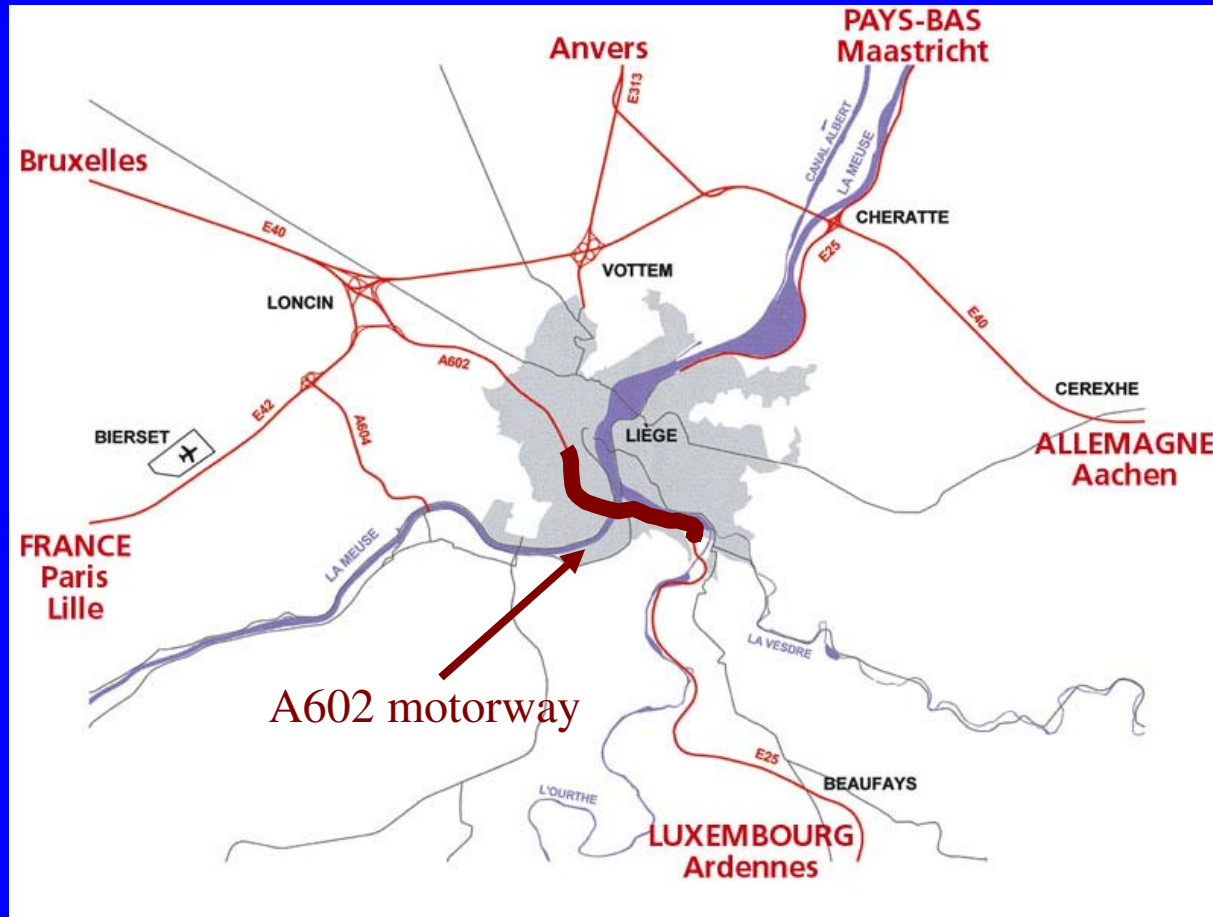 PAYS-BAS
Maastricht
Anvers
E313
CANAL ALBERT
LA MEUSE
Bruxelles
E40
CHERATTE
E25
VOTTEM
LONCIN
E40
A602
CEREXHE
E42
A604
BIERSET
LIÈGE
ALLEMAGNE
Aachen
FRANCE
Paris
Lille
LA MEUSE
LA VESDRE
A602 motorway
E25
BEAUFAYS
L'OURTHE
LUXEMBOURG
Ardennes